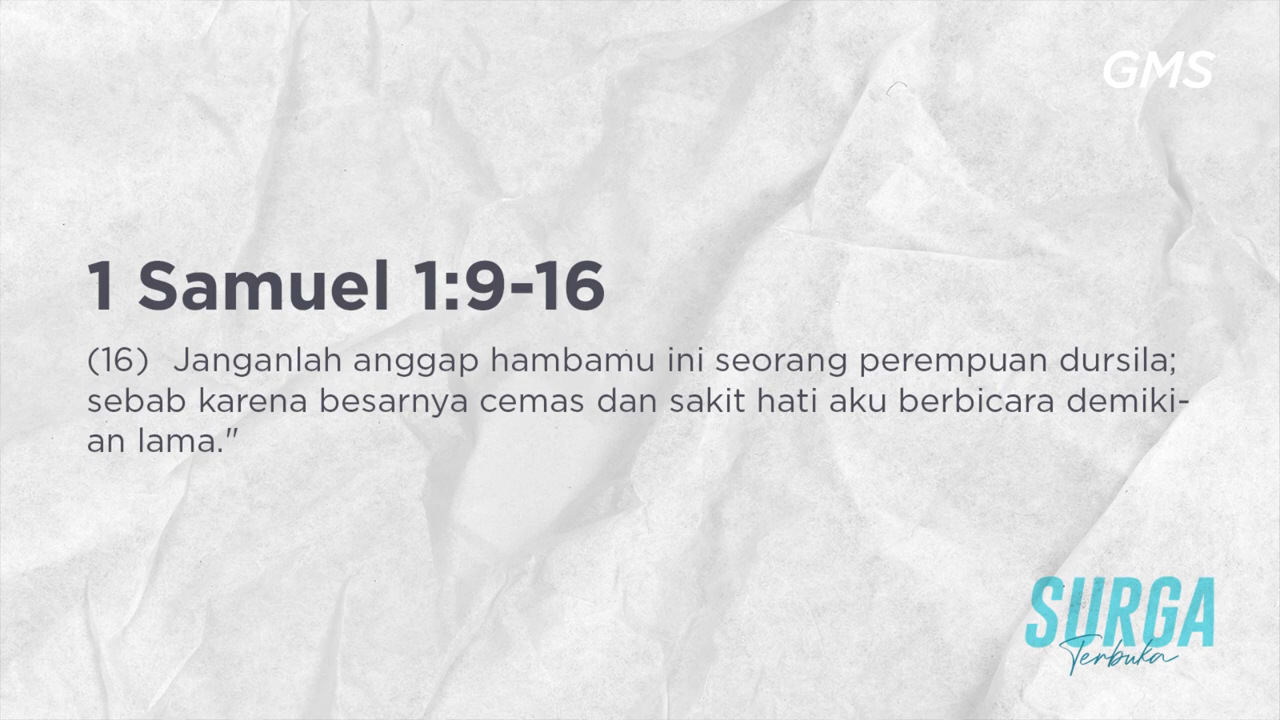 GMS
1 Samuel 1:9-16
(16) Janganlah anggap hambamu ini seorang perempuan dursila;
sebab karena besarnya cemas dan sakit hati aku berbicara demiki-
an lama."
SURGA
Terbuka